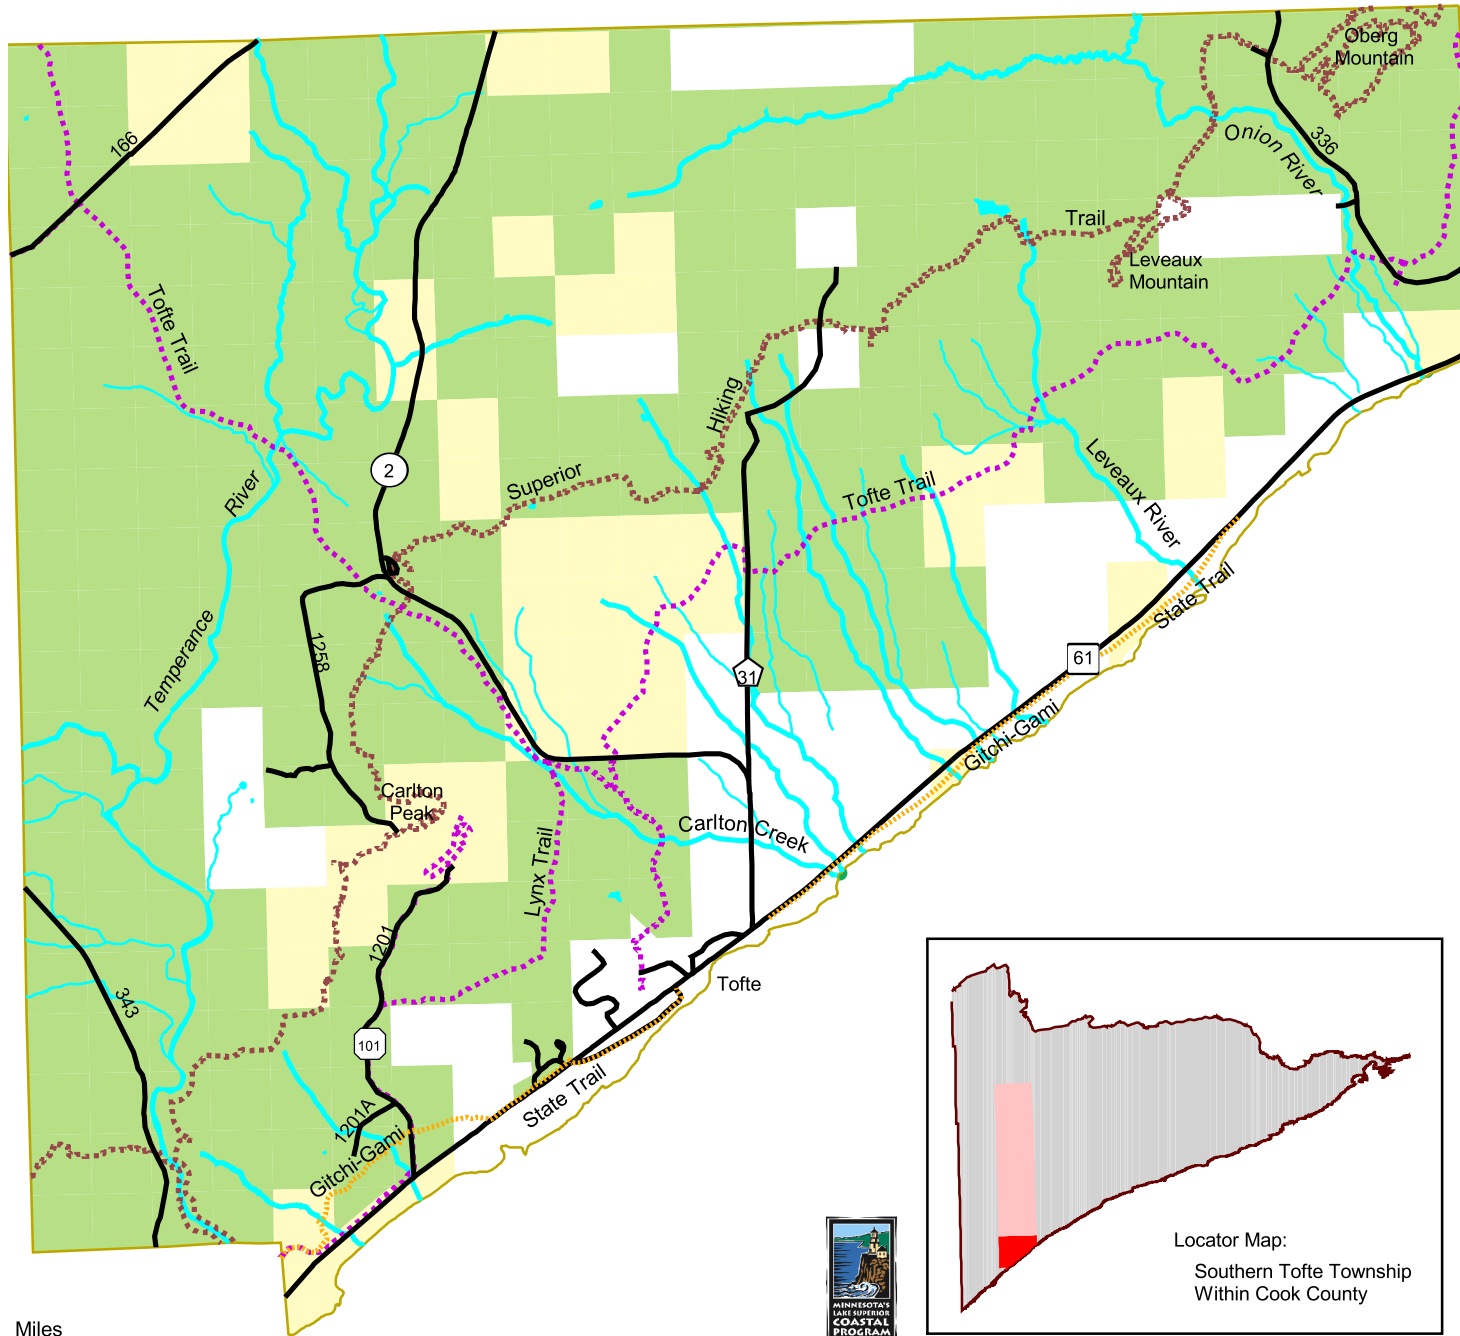 Oberg
Mountain
166
336
Onion River
Trail
Leveaux
Mountain
Tofte Trail
Hiking
2
Superior
River
Tofte Trail
Leveaux River
State Trail
1258
Temperance
61
31
Gitchi-Gami
Carlton
Peak
Carlton Creek
Lynx Trail
1201
Tofte
343
101
State Trail
1201A
Gitchi-Gami
Locator Map:
Southern Tofte Township
Within Cook County
MINNESOTA'S
LAKE SUPERIOR
COASTAL
PROGRAM
Miles